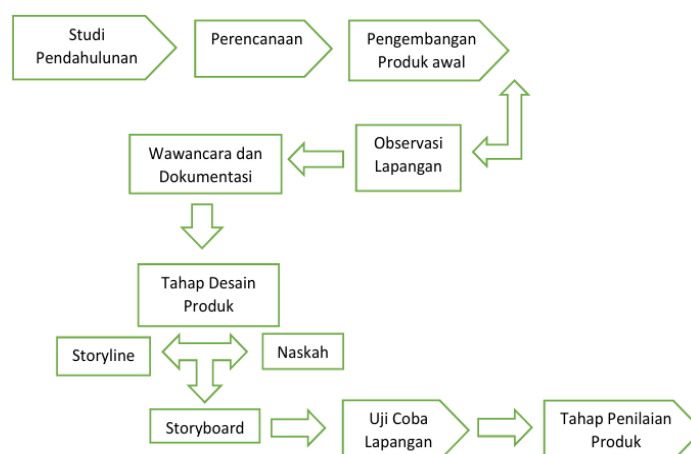 Studi
Pendahulunan
Perencanaan
Pengembangan
Produk awal
Observasi
Lapangan
Wawancara dan
Dokumentasi
Tahap Desain
Produk
Storyline
Naskah
Storyboard
Uji Coba
Lapangan
Tahap Penilaian
Produk